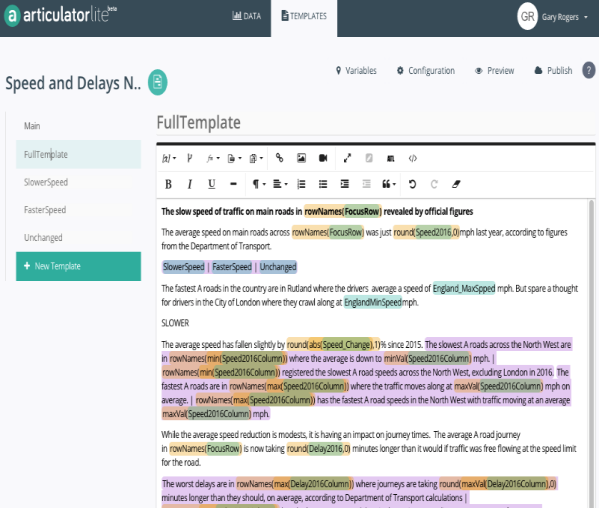 a articulatorlite beta
DATA
TEMPLATES
GR Gary Rogers
Speed and Delays N..
Variables
Configuration
Preview
Publish
?
Main
FullTemplate
SlowerSpeed
FasterSpeed
Unchanged
+ New Template
FullTemplate
B I U
The slow speed of traffic on main roads in rowNames(FocusRow) revealed by official figures
The average speed on main roads across rowNames(FocusRow) was just round(Speed2016,0)mph last year, according to figures
from the Department of Transport.
SlowerSpeed | FasterSpeed | Unchanged
The fastest A roads in the country are in Rutland where the drivers average a speed of England_MaxSpped mph. But spare a thought
for drivers in the City of London where they crawl along at EnglandMinSpeedmph.
SLOWER
The average speed has fallen slightly by round(abs(Speed_Change),1)% since 2015. The slowest A roads across the North West are
in rowNames(min(Speed2016Column)) where the average is down to minVal(Speed2016Column) mph. |
rowNames(min(Speed2016Column)) registered the slowest A road speeds across the North West, excluding London in 2016. The
fastest A roads are in rowNames(max(Speed2016Column)) where the traffic moves along at maxVal(Speed2016Column) mph on
average. | rowNames(max(Speed2016Column)) has the fastest A road speeds in the North West with traffic moving at an average
maxVal(Speed2016Column) mph.
While the average speed reduction is modest, it is having an impact on journey times. The average A road journey
in rowNames(FocusRow) is now taking round(Delay2016,0) minutes longer than it would if traffic was free flowing at the speed limit
for the road.
The worst delays are in rowNames(max(Delay2016Column)) where journeys are taking round(maxVal(Delay2016Column),0)
minutes longer than they should, on average, according to Department of Transport calculations |